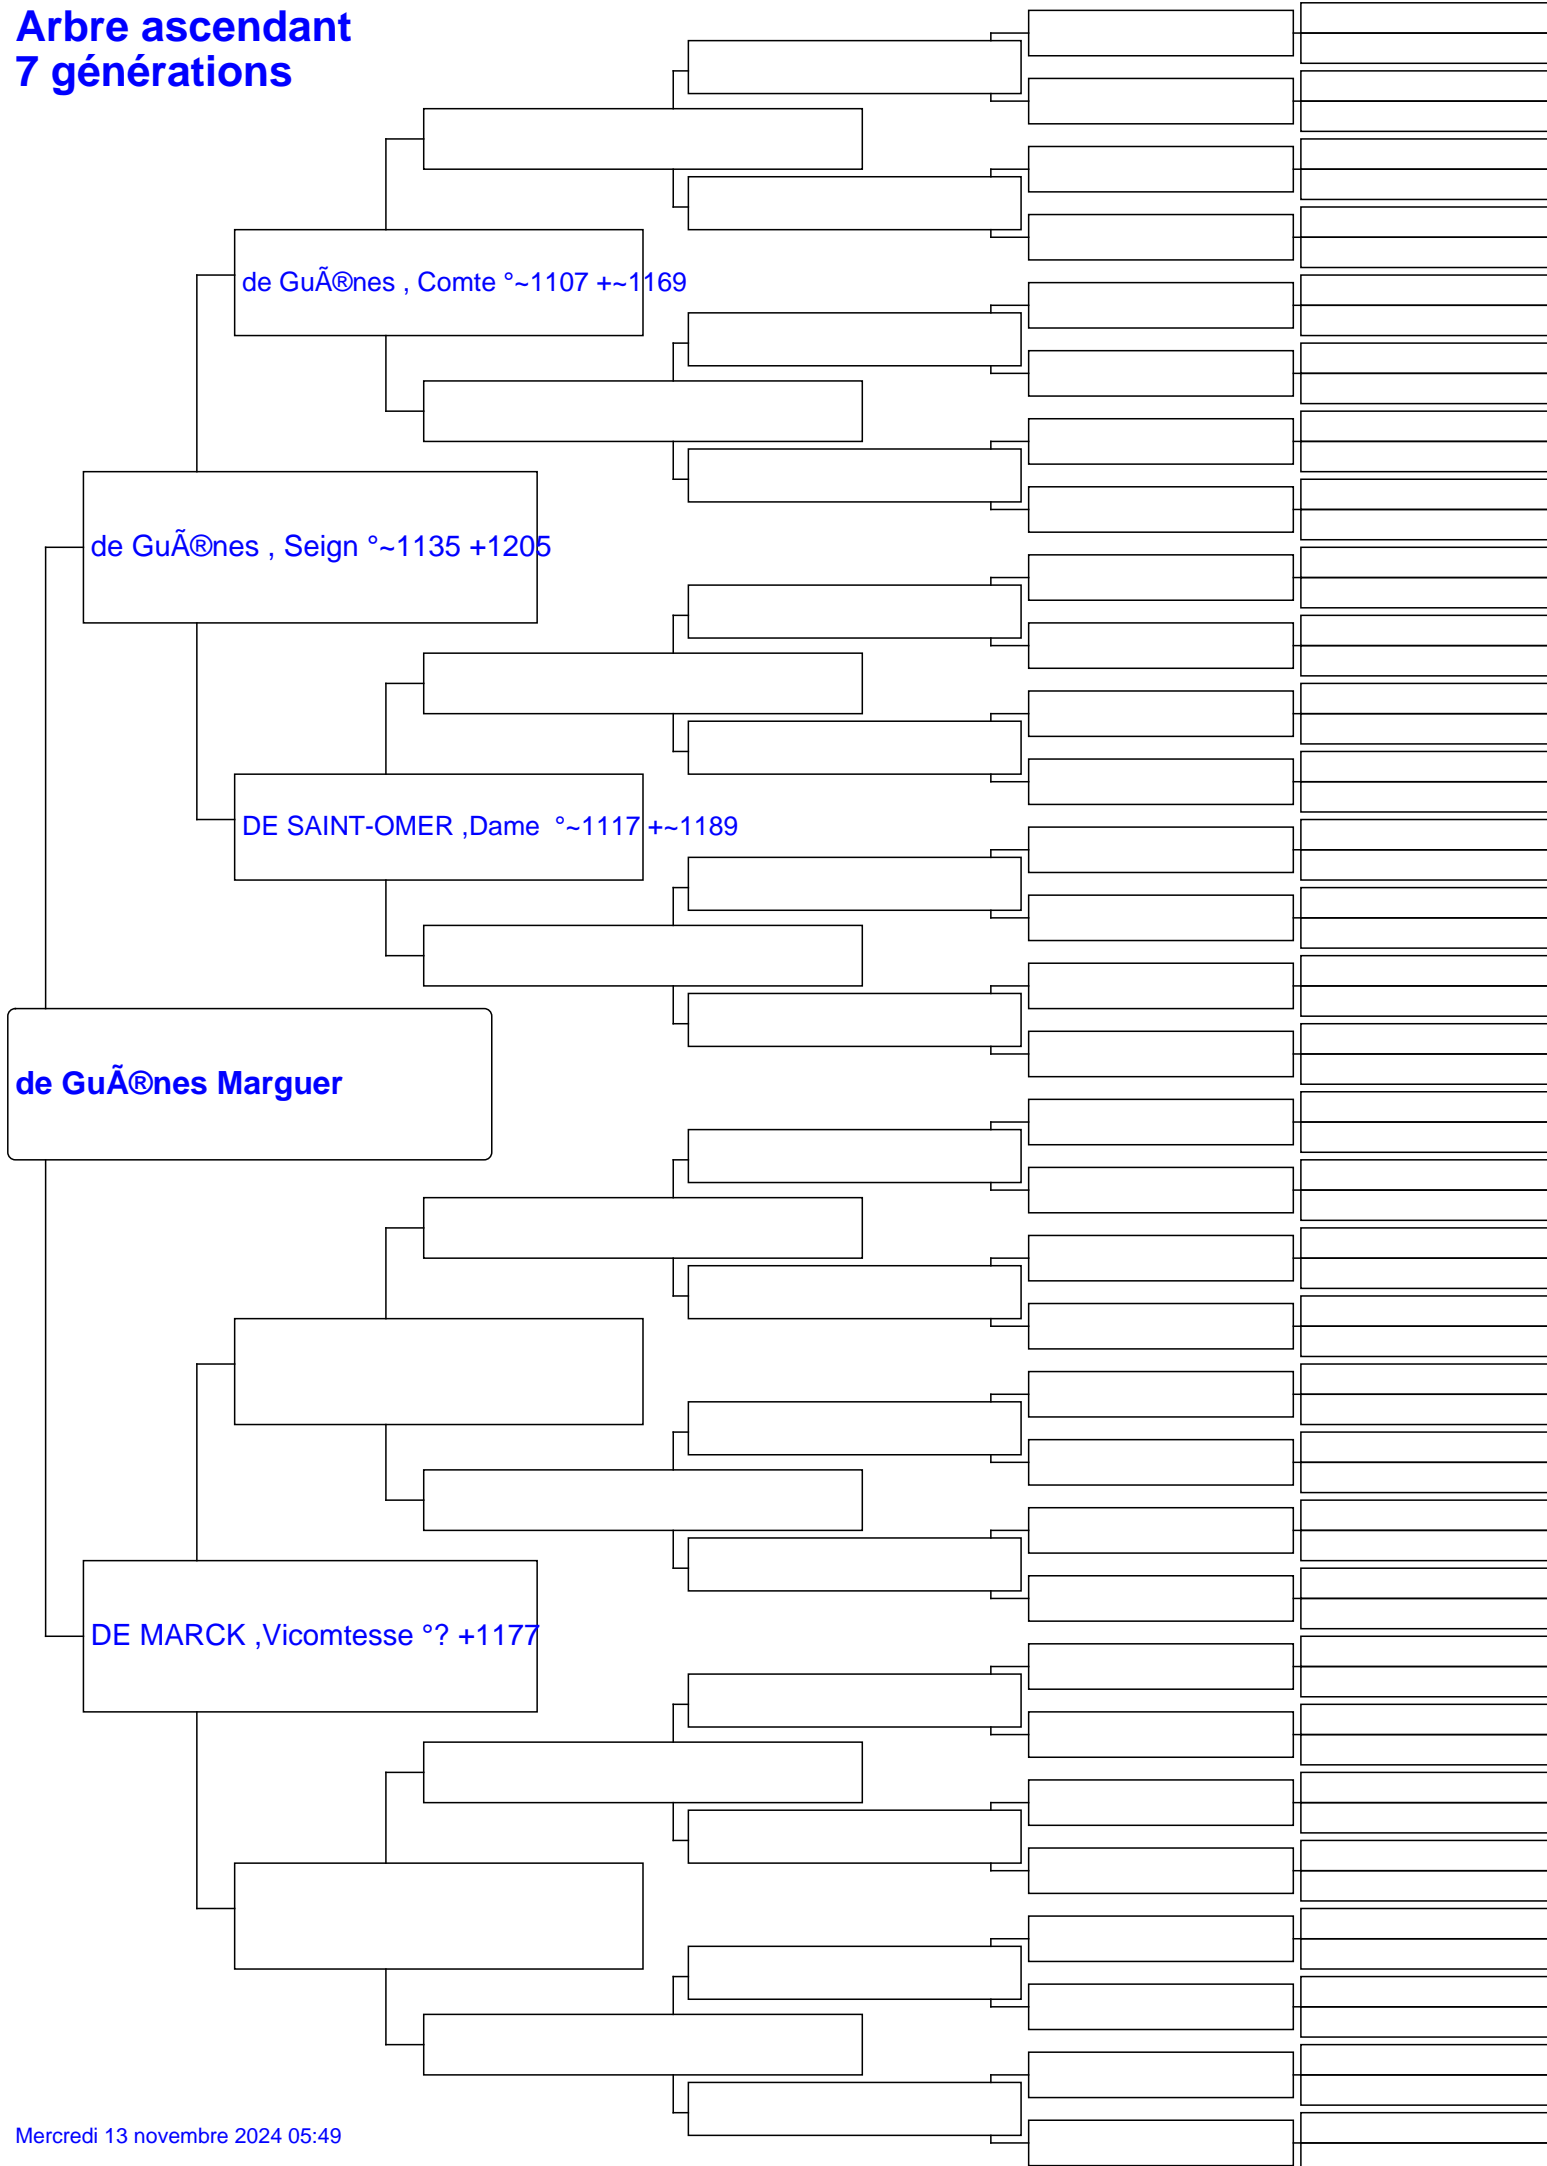 Arbre ascendant
7 générations
de GuÃ®nes , Comte °~1107 +~1169
de GuÃ®nes , Seign °~1135 +1205
DE SAINT-OMER ,Dame  °~1117 +~1189
de GuÃ®nes Marguer
DE MARCK ,Vicomtesse °? +1177
Mercredi 13 novembre 2024 05:49